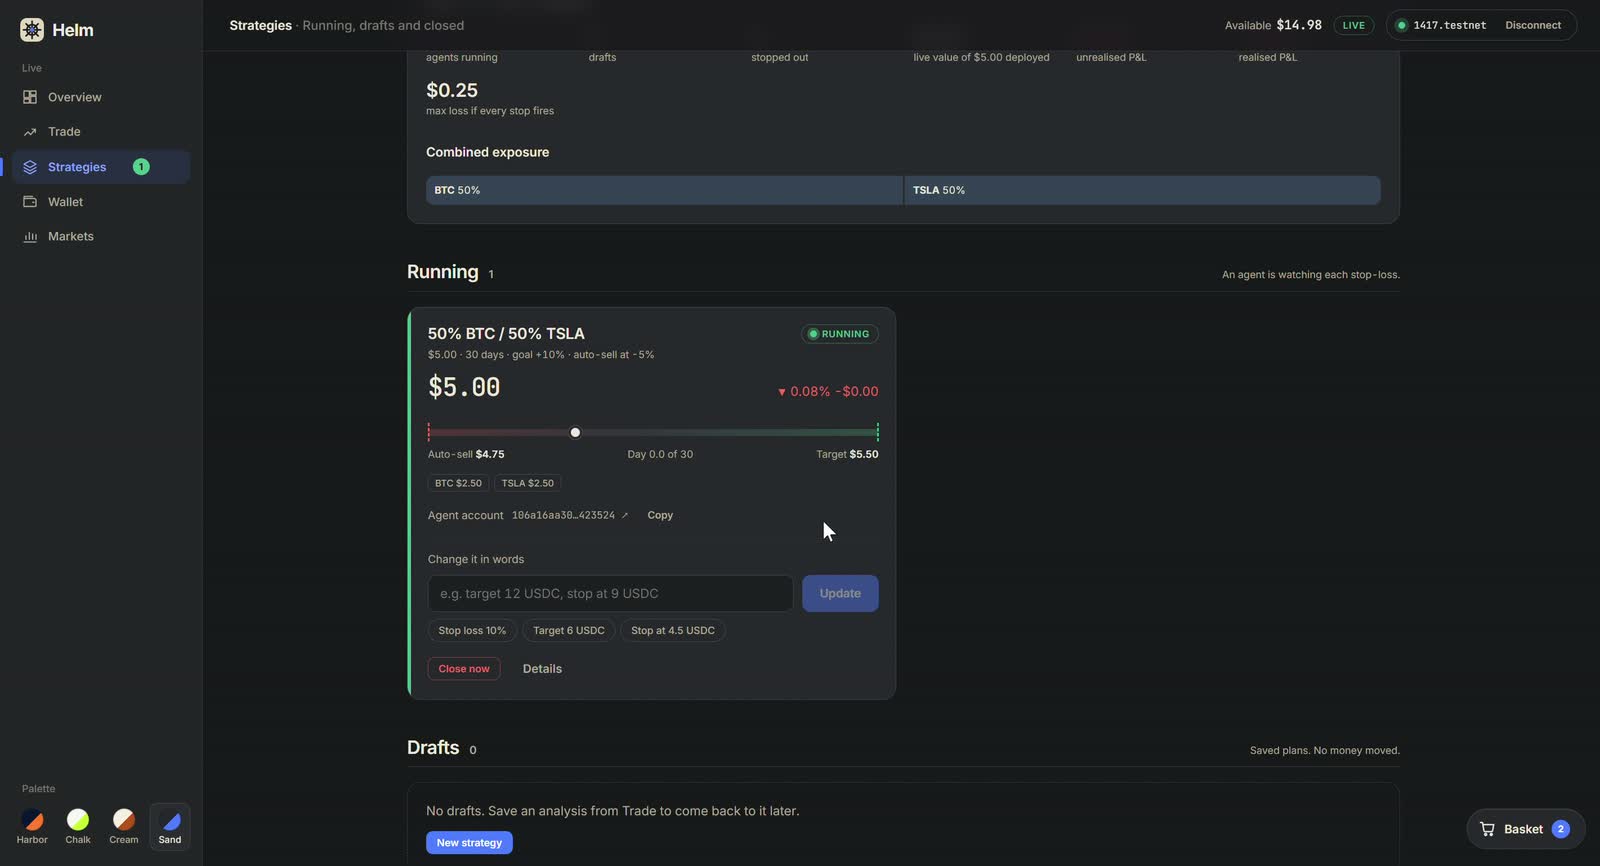 Helm
Live
Overview
Trade
Strategies 1
Wallet
Markets
Palette
Harbor Chalk Cream Sand
Strategies · Running, drafts and closed
Available $14.98 LIVE 1417.testnet Disconnect
agents running drafts stopped out live value of $5.00 deployed unrealised P&L realised P&L
$0.25
max loss if every stop fires
Combined exposure
BTC 50% TSLA 50%
Running 1 An agent is watching each stop-loss.
50% BTC / 50% TSLA RUNNING
$5.00 · 30 days · goal +10% · auto-sell at -5%
$5.00 ▼ 0.08% -$0.00
Auto-sell $4.75 Day 0.0 of 30 Target $5.50
BTC $2.50 TSLA $2.50
Agent account 106a16aa30…423524 ↗ Copy
Change it in words
e.g. target 12 USDC, stop at 9 USDC Update
Stop loss 10% Target 6 USDC Stop at 4.5 USDC
Close now Details
Drafts 0 Saved plans. No money moved.
No drafts. Save an analysis from Trade to come back to it later.
New strategy
Basket 2